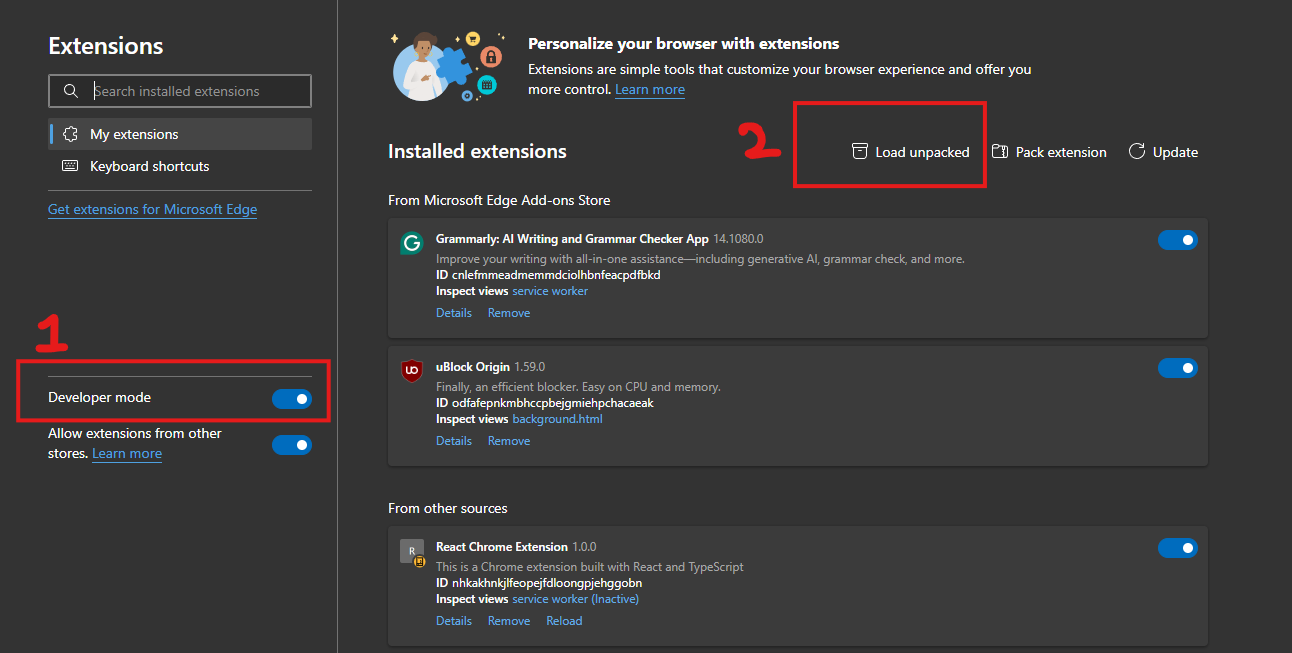 Extensions
Search installed extensions
My extensions
Keyboard shortcuts
Get extensions for Microsoft Edge
1
Developer mode
Allow extensions from other
stores. Learn more
Personalize your browser with extensions
Extensions are simple tools that customize your browser experience and offer you
more control. Learn more
2
Installed extensions
Load unpacked
Pack extension
Update
From Microsoft Edge Add-ons Store
G
Grammarly: AI Writing and Grammar Checker App 14.1080.0
Improve your writing with all-in-one assistance—including generative AI, grammar check, and more.
ID cnlefmmeadmemmdciolhbnfeacpdfbkd
Inspect views service worker
Details Remove
uO
uBlock Origin 1.59.0
Finally, an efficient blocker. Easy on CPU and memory.
ID odfafepnkmbhccpbejgmiehpchacaeak
Inspect views background.html
Details Remove
From other sources
R
React Chrome Extension 1.0.0
This is a Chrome extension built with React and TypeScript
ID nhkakhnkjlfeopejfdloongpjehggobn
Inspect views service worker (Inactive)
Details Remove Reload